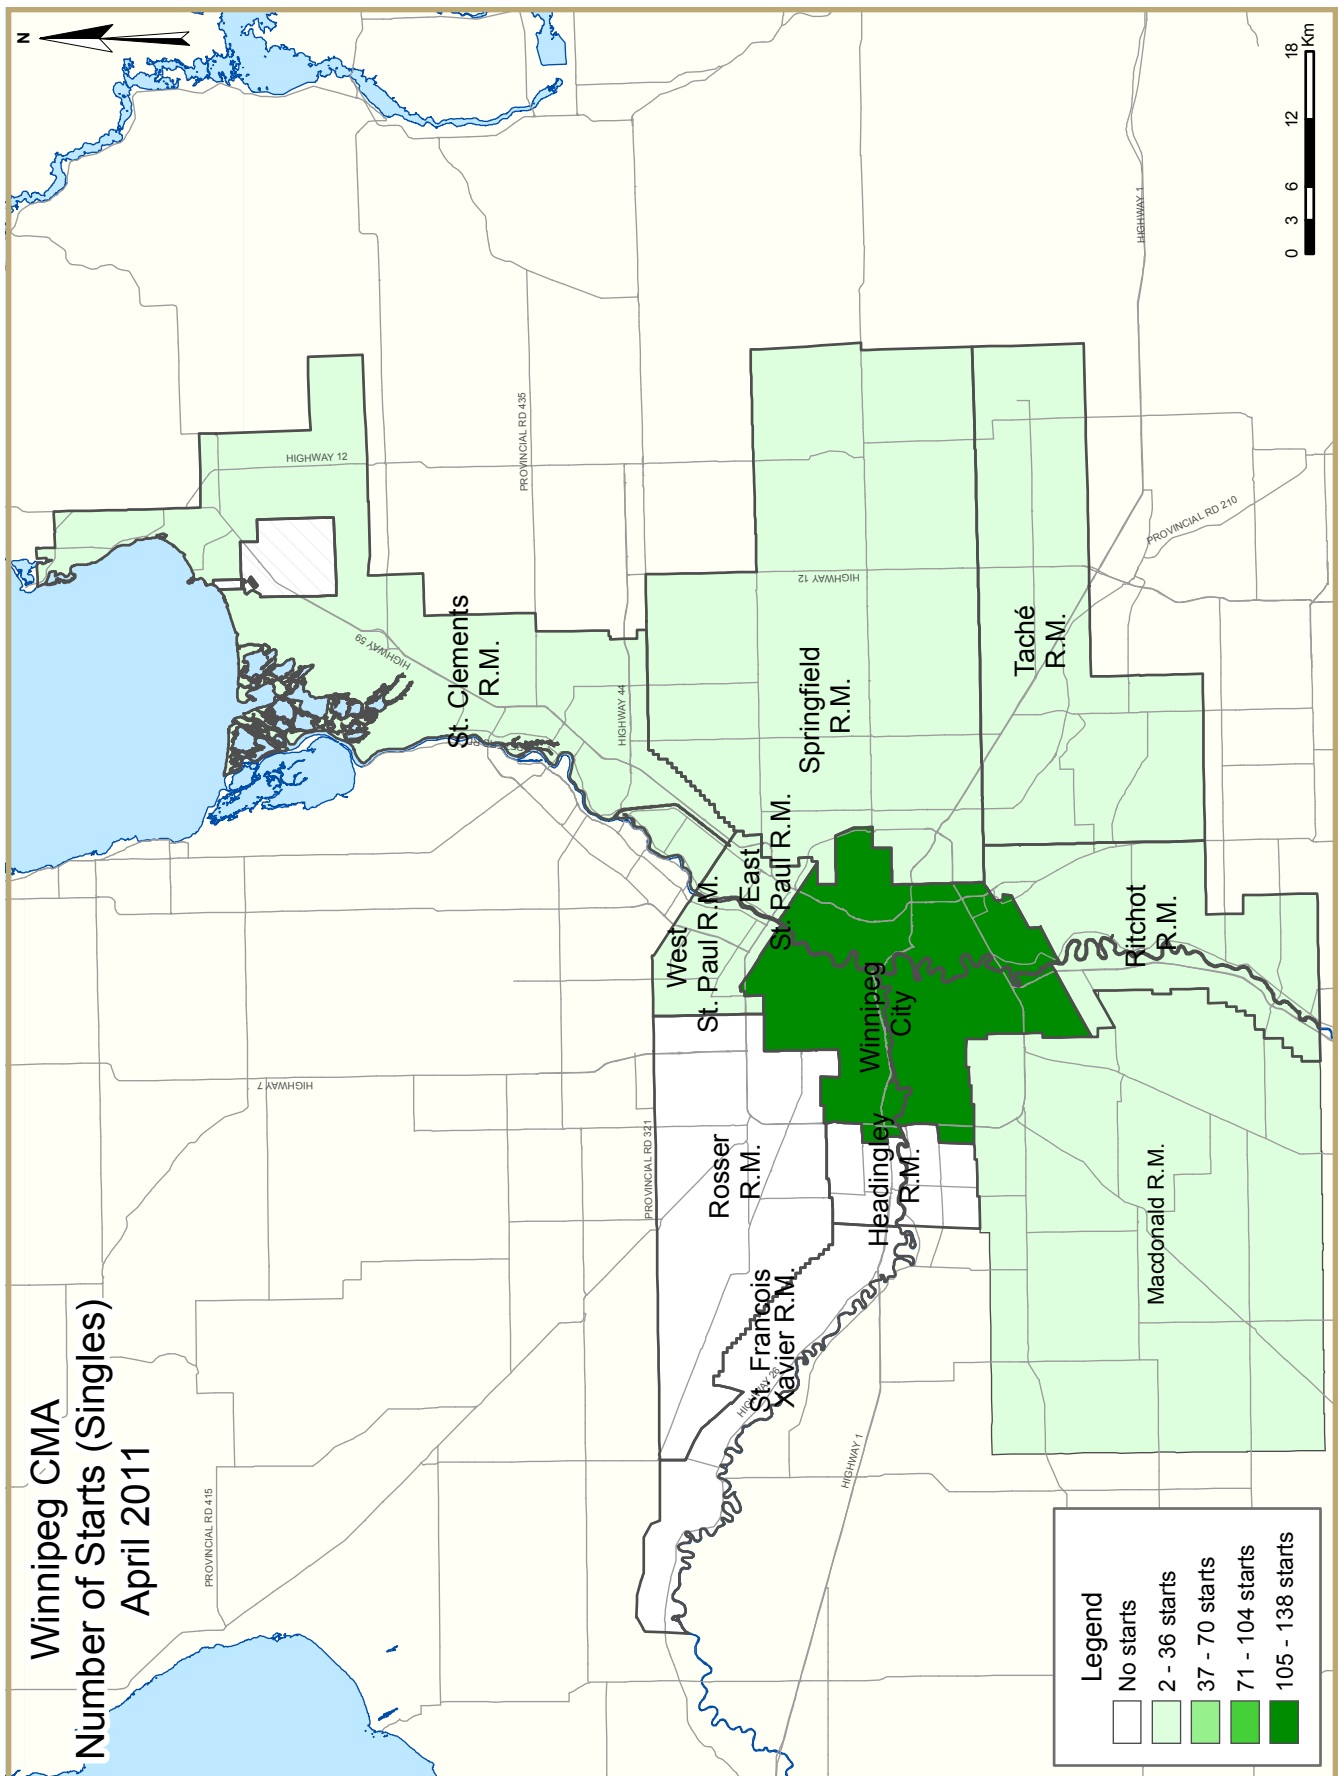 Winnipeg CMA
Number of Starts (Singles)
April 2011
N
HIGHWAY 12
PROVINCIAL RD 435
HIGHWAY 59
St. Clements
R.M.
HIGHWAY 44
HIGHWAY 7
PROVINCIAL RD 415
PROVINCIAL RD 321
West
St. Paul R.M.
East
St. Paul R.M.
Rosser
R.M.
St. Francois
Xavier R.M.
HIGHWAY 26
Headingley
R.M.
Winnipeg
City
Springfield
R.M.
HIGHWAY 12
HIGHWAY 1
Taché
R.M.
Ritchot
R.M.
Macdonald R.M.
PROVINCIAL RD 210
HIGHWAY 1
Legend
No starts
2 - 36 starts
37 - 70 starts
71 - 104 starts
105 - 138 starts
0 3 6 12 18
Km